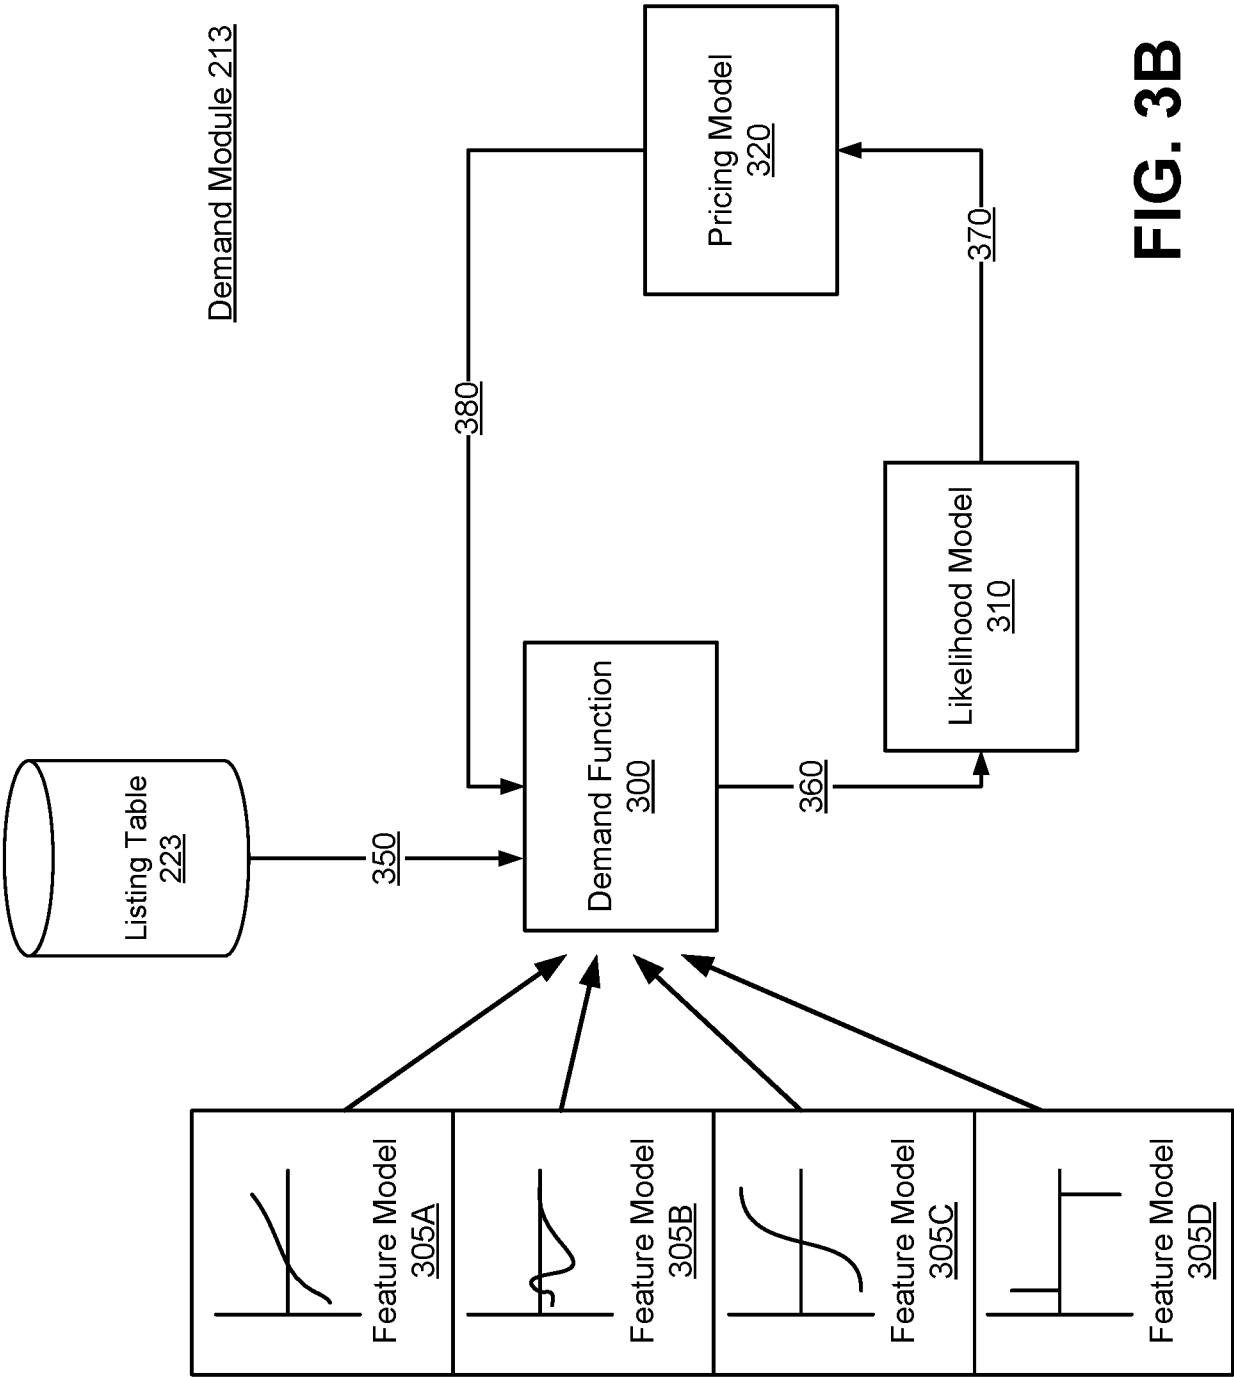 Demand Module 213
Listing Table
223
350
380
Feature Model
305A
Feature Model
305B
Feature Model
305C
Feature Model
305D
Demand Function
300
Pricing Model
320
360
370
Likelihood Model
310
FIG. 3B